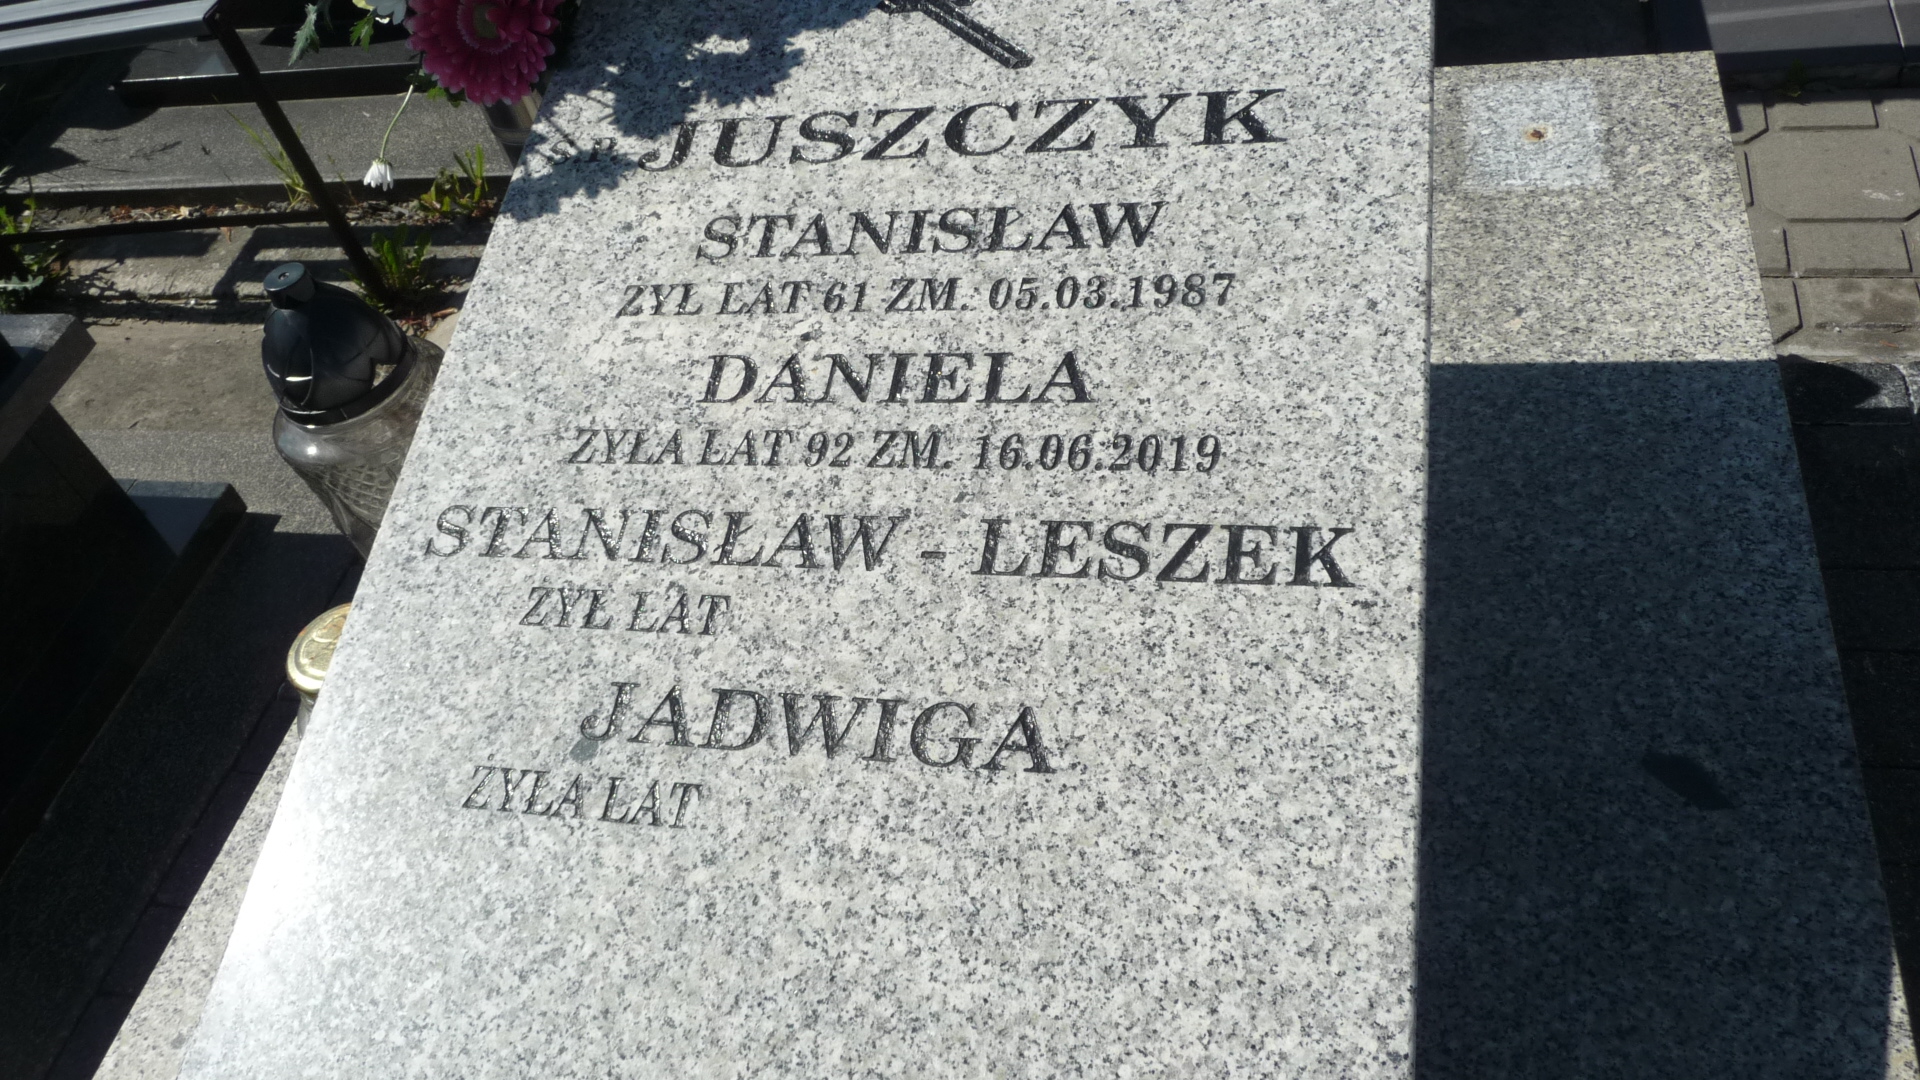 Ś.P. JUSZCZYK
STANISŁAW
ŻYŁ LAT 61 ZM. 05.03.1987
DANIELA
ŻYŁA LAT 92 ZM. 16.06.2019
STANISŁAW - LESZEK
ŻYŁ LAT
JADWIGA
ŻYŁA LAT